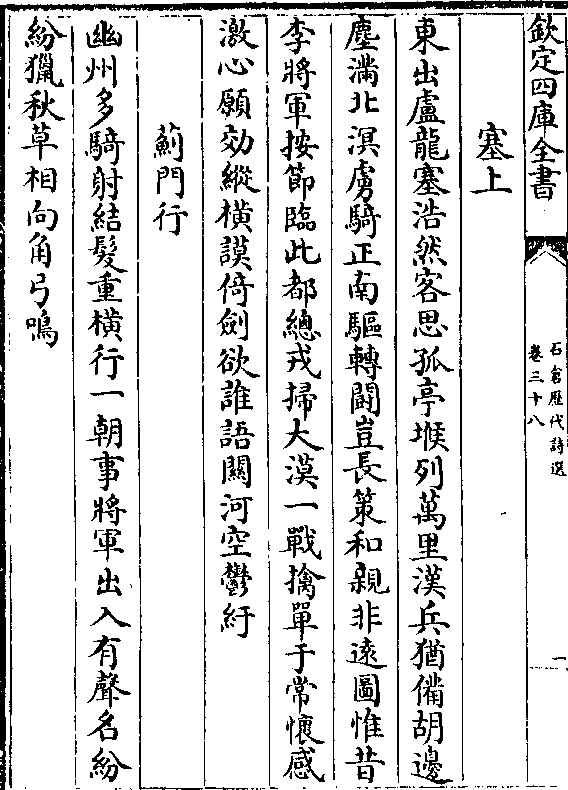 欽定四庫全書
石倉歷代詩選
卷三十八
一
塞上
東出盧龍塞浩然客思孤亭堠列萬里漢兵猶備胡邊
塵滿北溟虜騎正南驅轉鬭豈長策和親非遠圖惟昔
李將軍按節臨此都總戎掃大漠一戰擒單于常懷感
激心願効縱橫謨倚劍欲誰語關河空鬱紆
薊門行
幽州多騎射結髮重橫行一朝事將軍出入有聲名紛
紛獵秋草相向角弓鳴